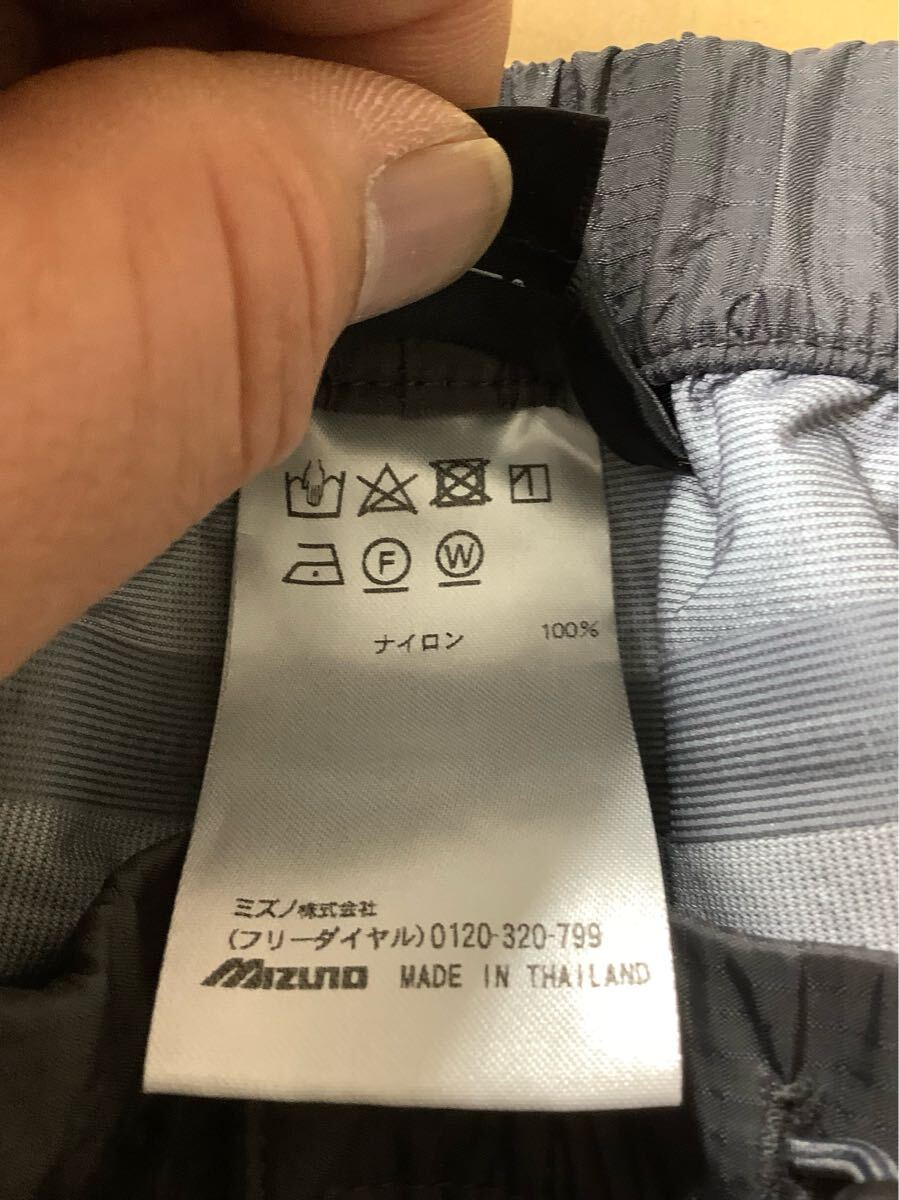 F W
ナイロン 100%
ミズノ株式会社
(フリーダイヤル)0120-320-799
MIZUNO MADE IN THAILAND